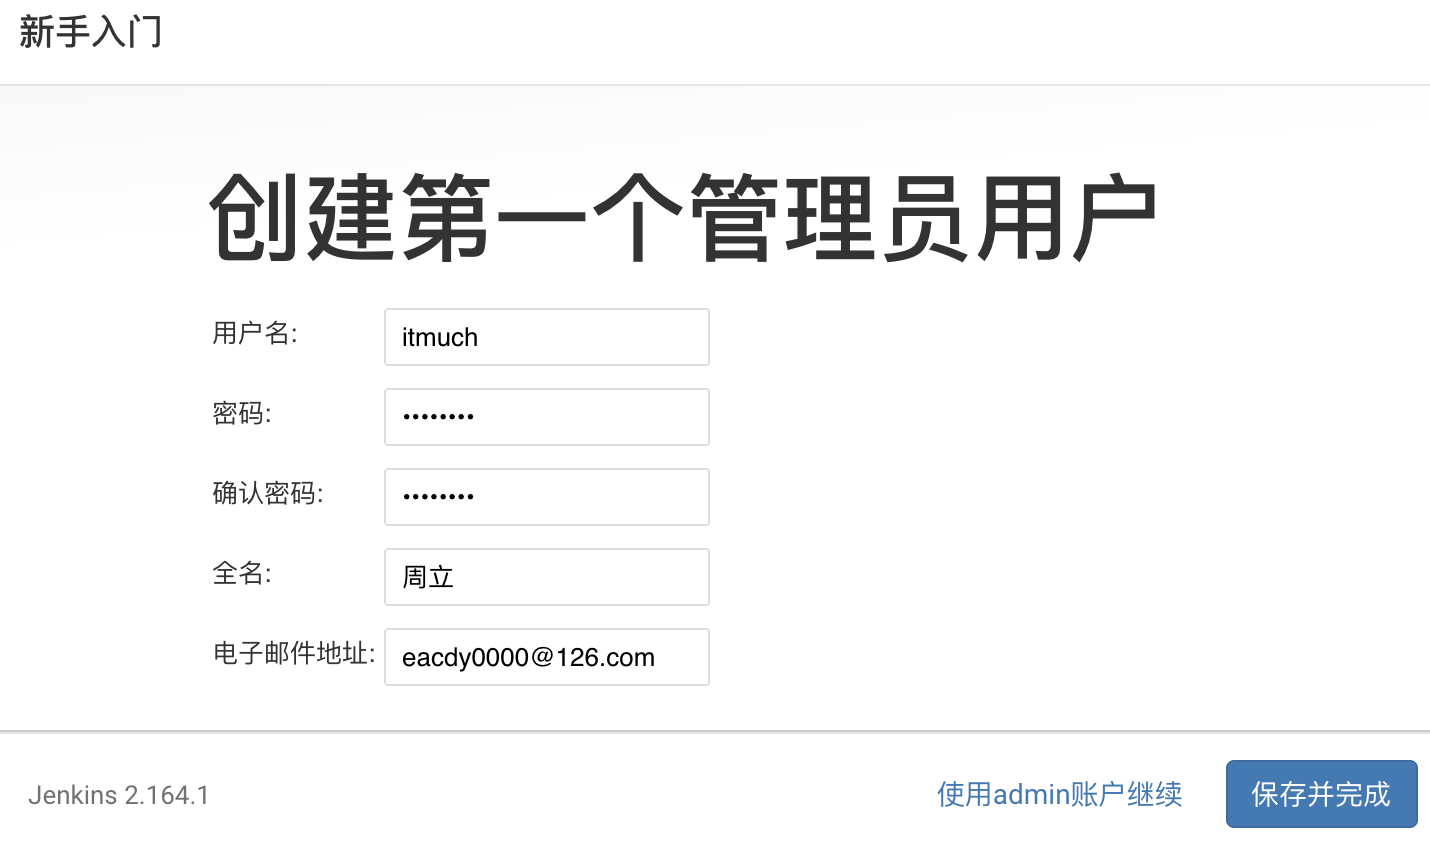 新手入门
创建第一个管理员用户
用户名: itmuch
密码: ••••••••
确认密码: ••••••••
全名: 周立
电子邮件地址: eacdy0000@126.com
Jenkins 2.164.1 使用admin账户继续 保存并完成